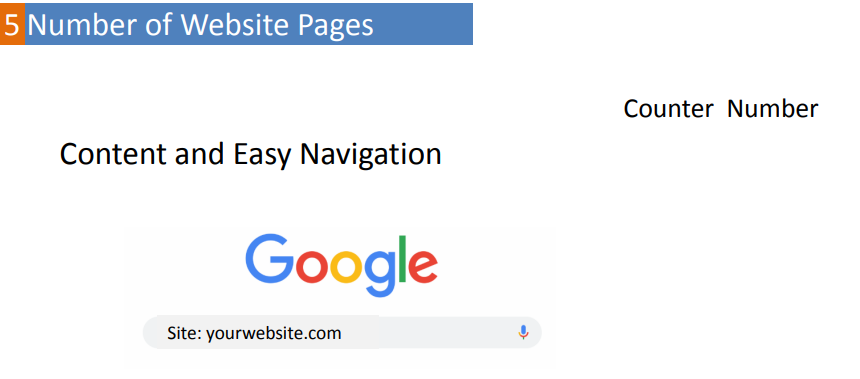 5 Number of Website Pages
Counter  Number
Content and Easy Navigation
Google
Site: yourwebsite.com